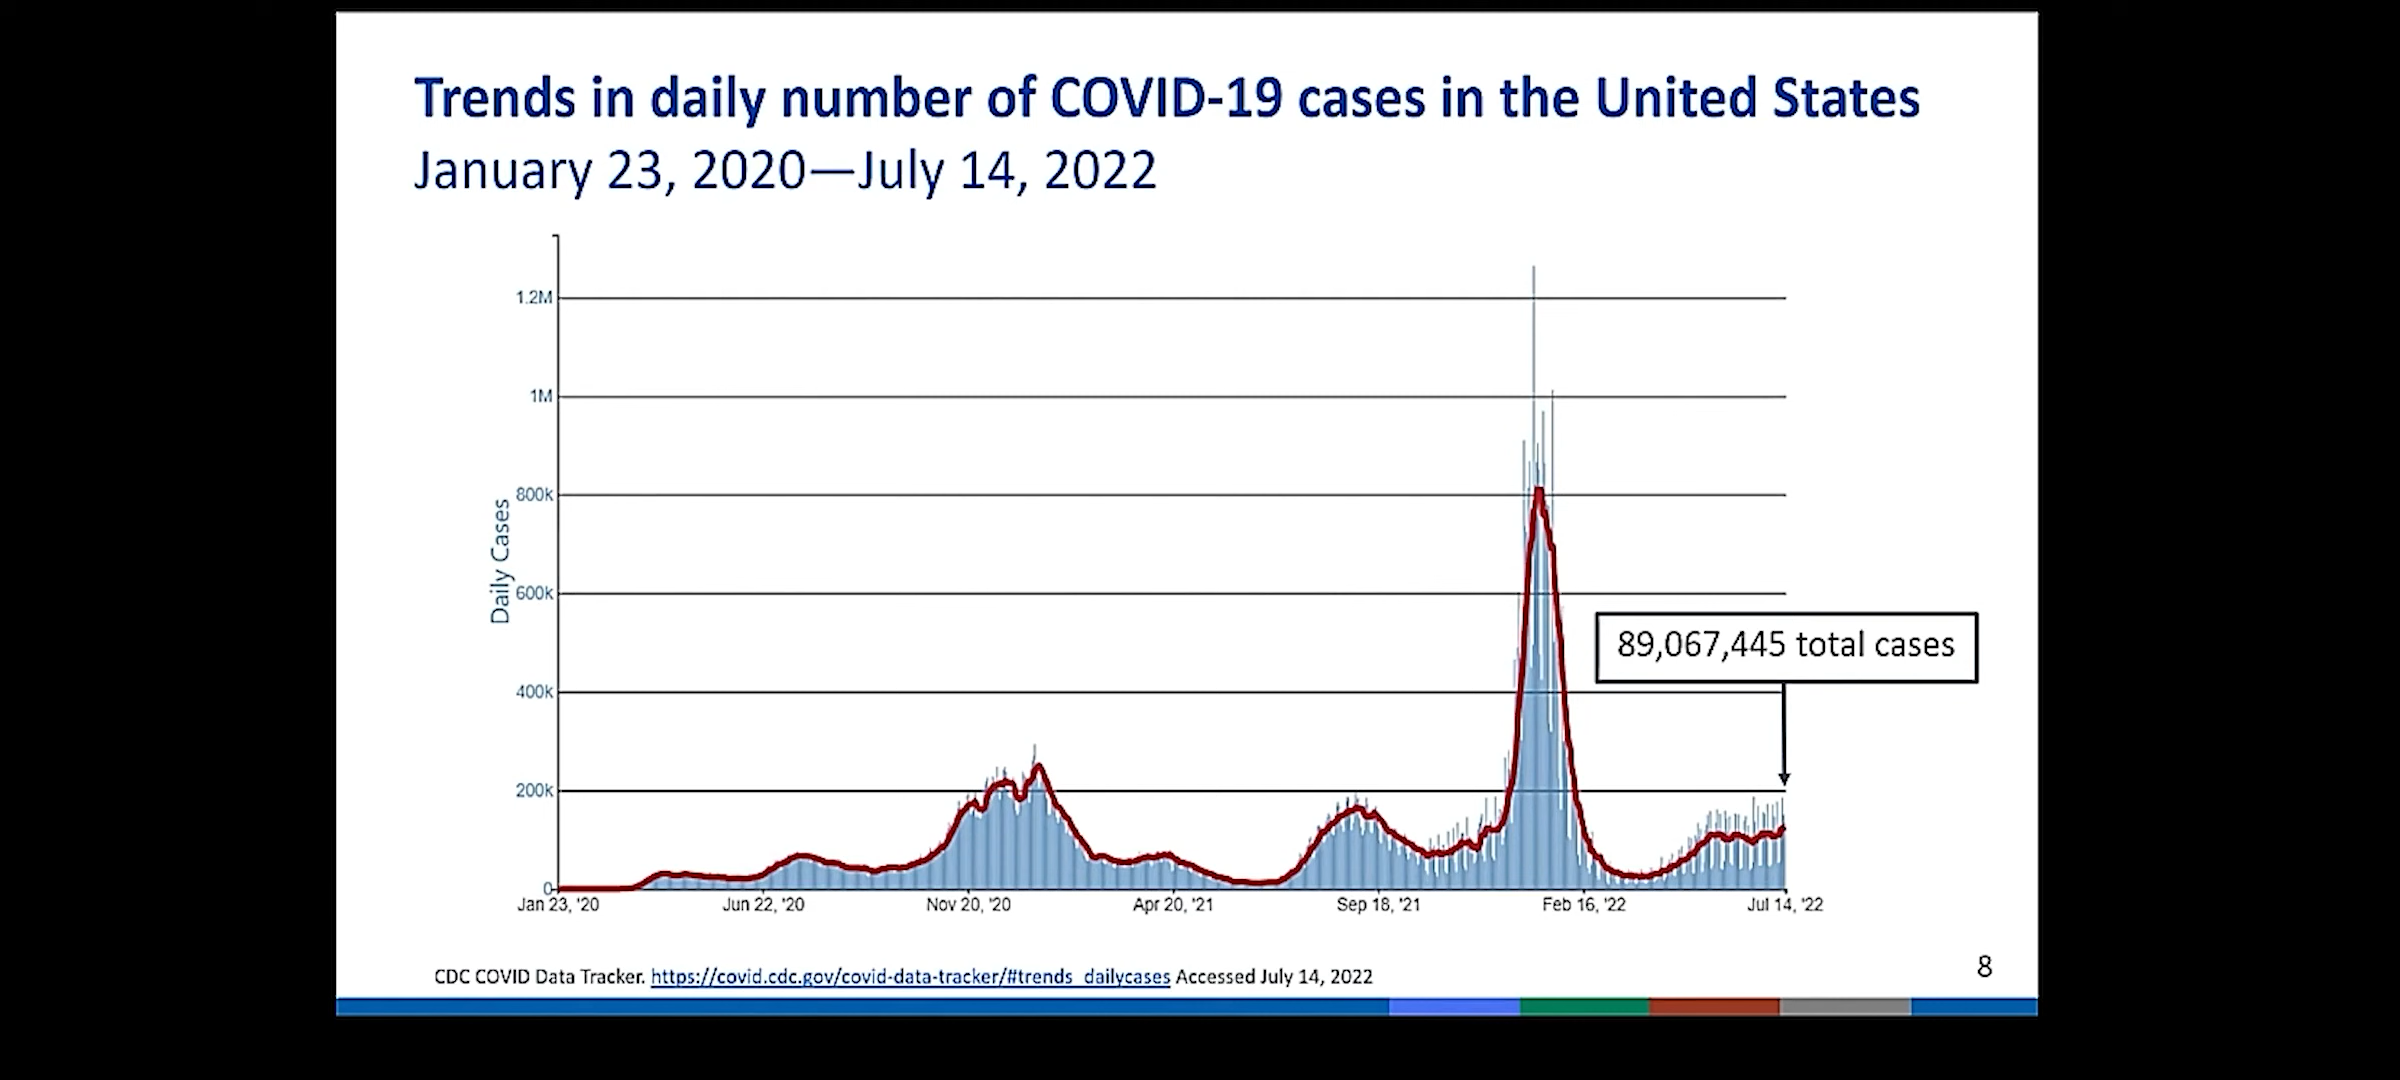 Trends in daily number of COVID-19 cases in the United States
January 23, 2020—July 14, 2022
1.2M
1M
800k
600k
400k
200k
0
Daily Cases
89,067,445 total cases
Jan 23, '20
Jun 22, '20
Nov 20, '20
Apr 20, '21
Sep 18, '21
Feb 16, '22
Jul 14, '22
CDC COVID Data Tracker. https://covid.cdc.gov/covid-data-tracker/#trends_dailycases Accessed July 14, 2022
8